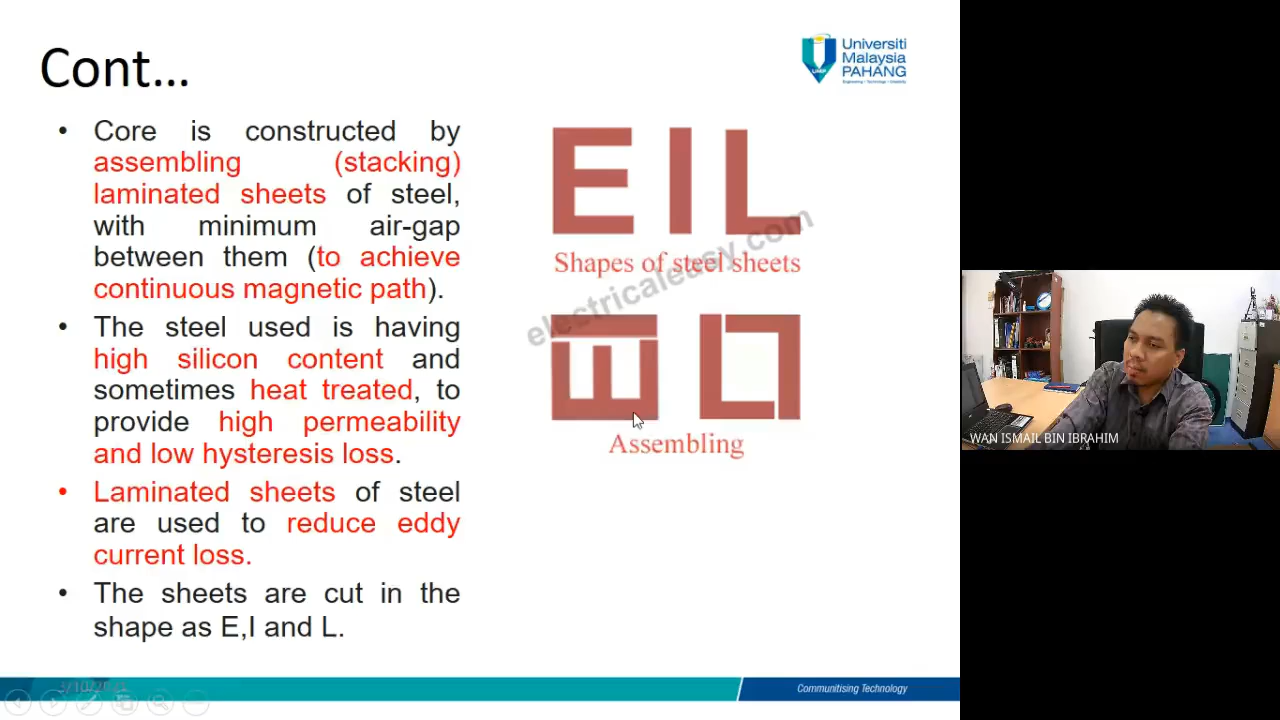 Cont...
Universiti
Malaysia
PAHANG
UMP
• Core is constructed by
assembling (stacking)
laminated sheets of steel,
with minimum air-gap
between them (to achieve
continuous magnetic path).
• The steel used is having
high silicon content and
sometimes heat treated, to
provide high permeability
and low hysteresis loss.
• Laminated sheets of steel
are used to reduce eddy
current loss.
• The sheets are cut in the
shape as E,I and L.
E I L
Shapes of steel sheets
electricaleasy.com
Assembling
WAN ISMAIL BIN IBRAHIM
Communitising Technology